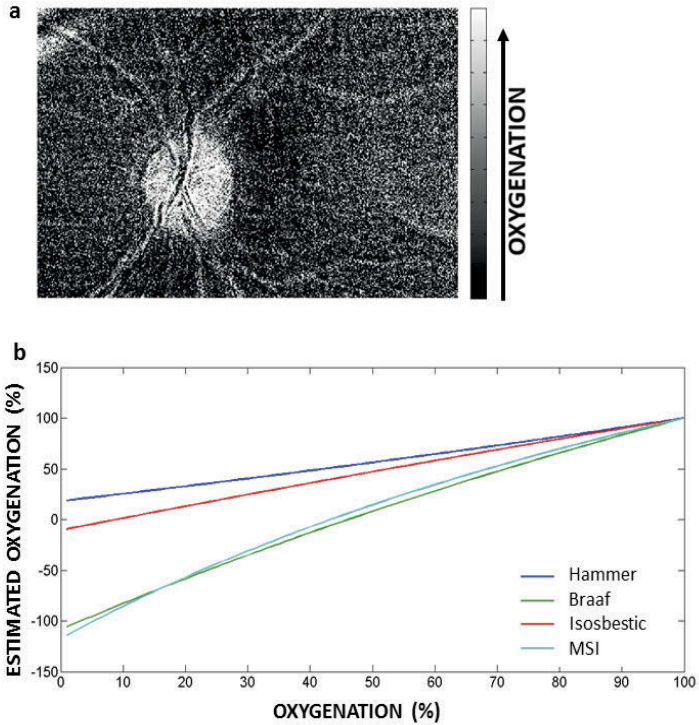 a
OXYGENATION
b
150
100
50
0
-50
-100
-150
ESTIMATED OXYGENATION (%)
Hammer
Braaf
Isosbestic
MSI
0
10
20
30
40
50
60
70
80
90
100
OXYGENATION (%)